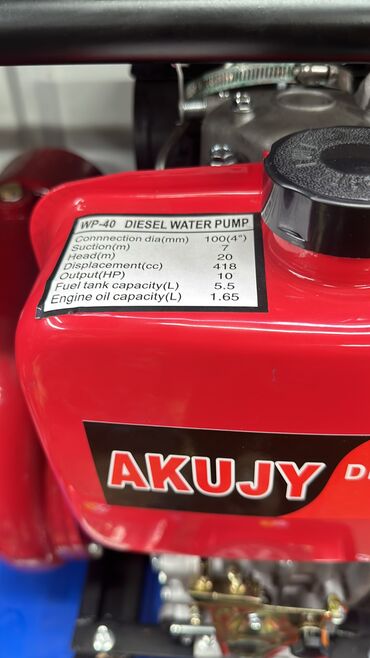 WP-40 DIESEL WATER PUMP
Connnection dia(mm) 100(4")
Suction(m) 7
Head(m) 20
Displacement(cc) 418
Output(HP) 10
Fuel tank capacity(L) 5.5
Engine oil capacity(L) 1.65
AKUJY